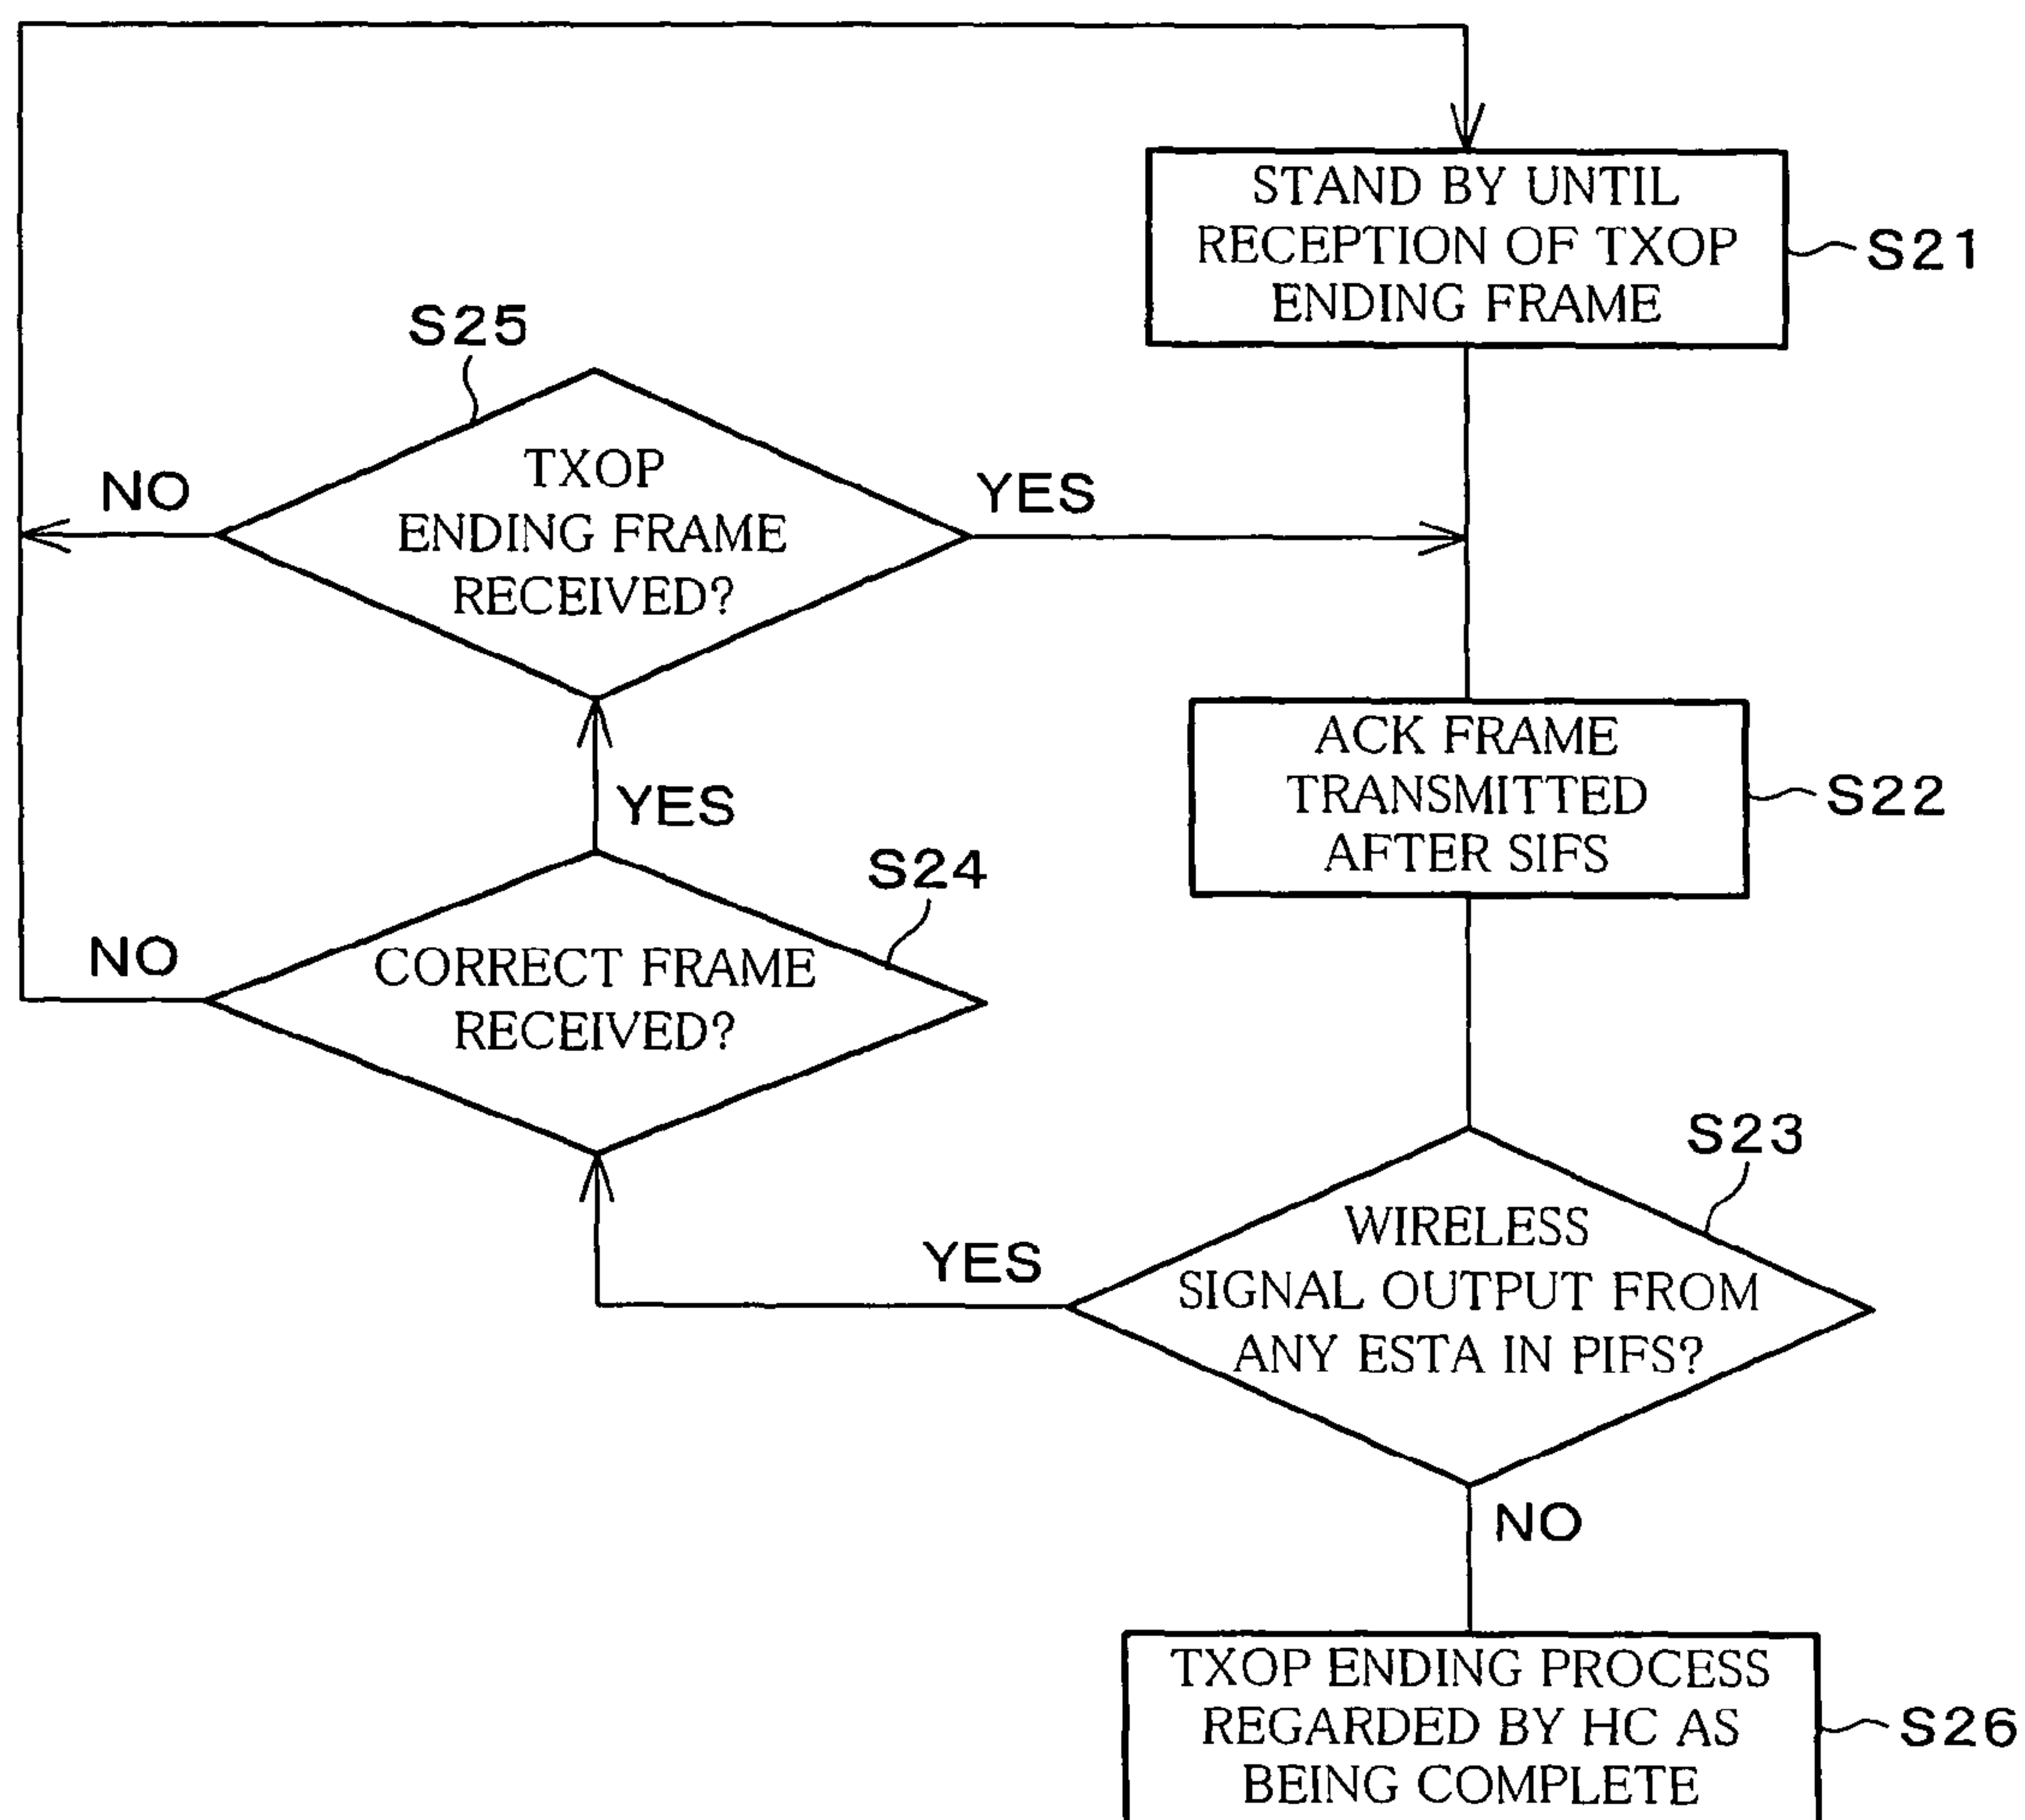 STAND BY UNTIL
RECEPTION OF TXOP
ENDING FRAME
S21
S25
TXOP
ENDING FRAME
RECEIVED?
NO
YES
ACK FRAME
TRANSMITTED
AFTER SIFS
S22
YES
S24
CORRECT FRAME
RECEIVED?
NO
S23
WIRELESS
SIGNAL OUTPUT FROM
ANY ESTA IN PIFS?
YES
NO
TXOP ENDING PROCESS
REGARDED BY HC AS
BEING COMPLETE
S26